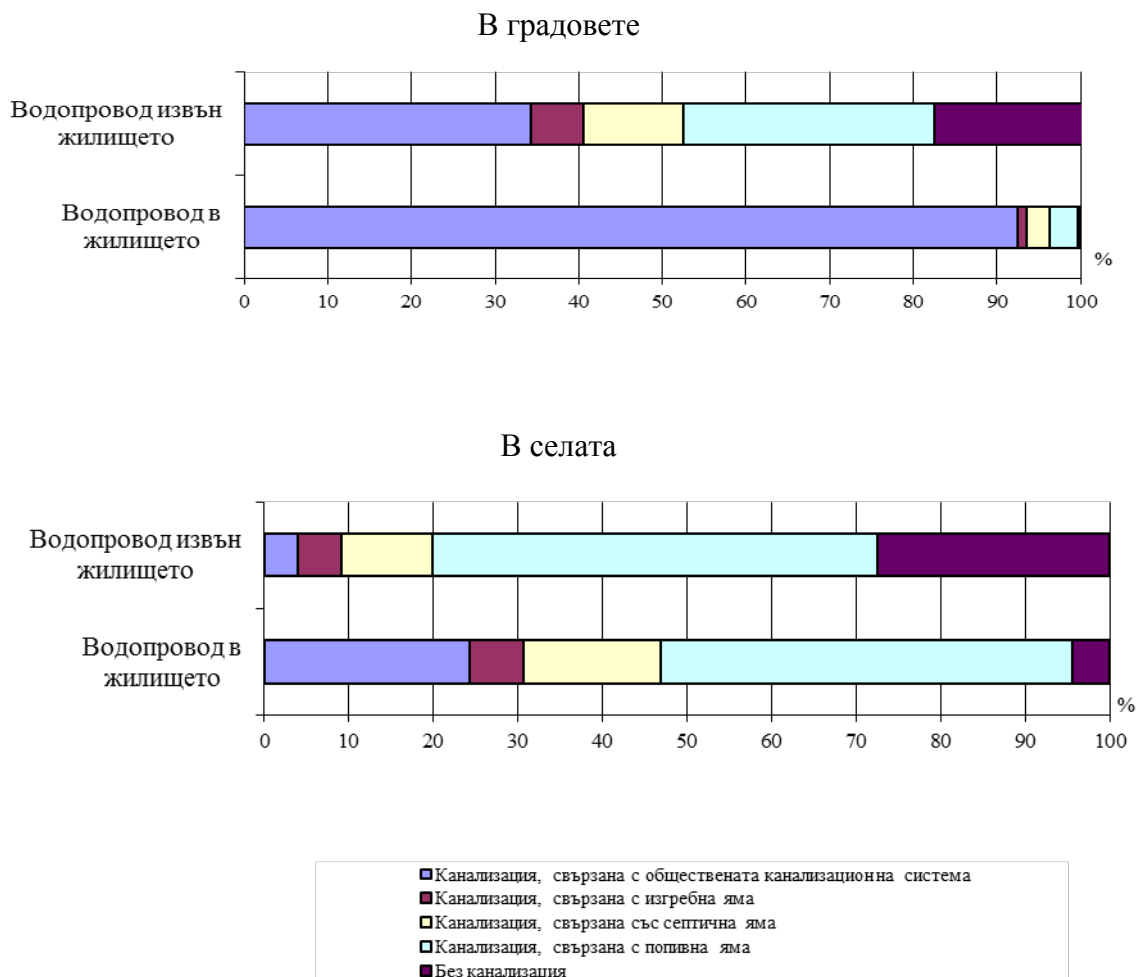 В градовете
Водопровод извън
жилището
Водопровод в
жилището
%
0 10 20 30 40 50 60 70 80 90 100
В селата
Водопровод извън
жилището
Водопровод в
жилището
%
0 10 20 30 40 50 60 70 80 90 100
Канализация, свързана с обществената канализационна система
Канализация, свързана с изгребна яма
Канализация, свързана със септична яма
Канализация, свързана с попивна яма
Без канализация